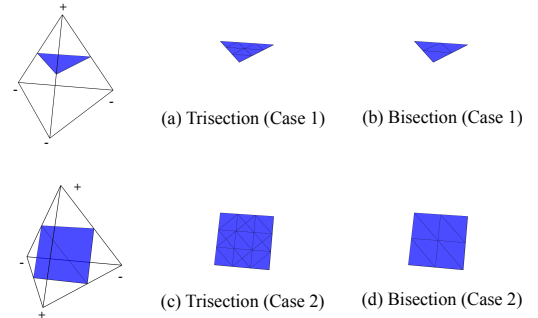 +
-
-
-
(a) Trisection (Case 1)
(b) Bisection (Case 1)
+
-
-
+
(c) Trisection (Case 2)
(d) Bisection (Case 2)